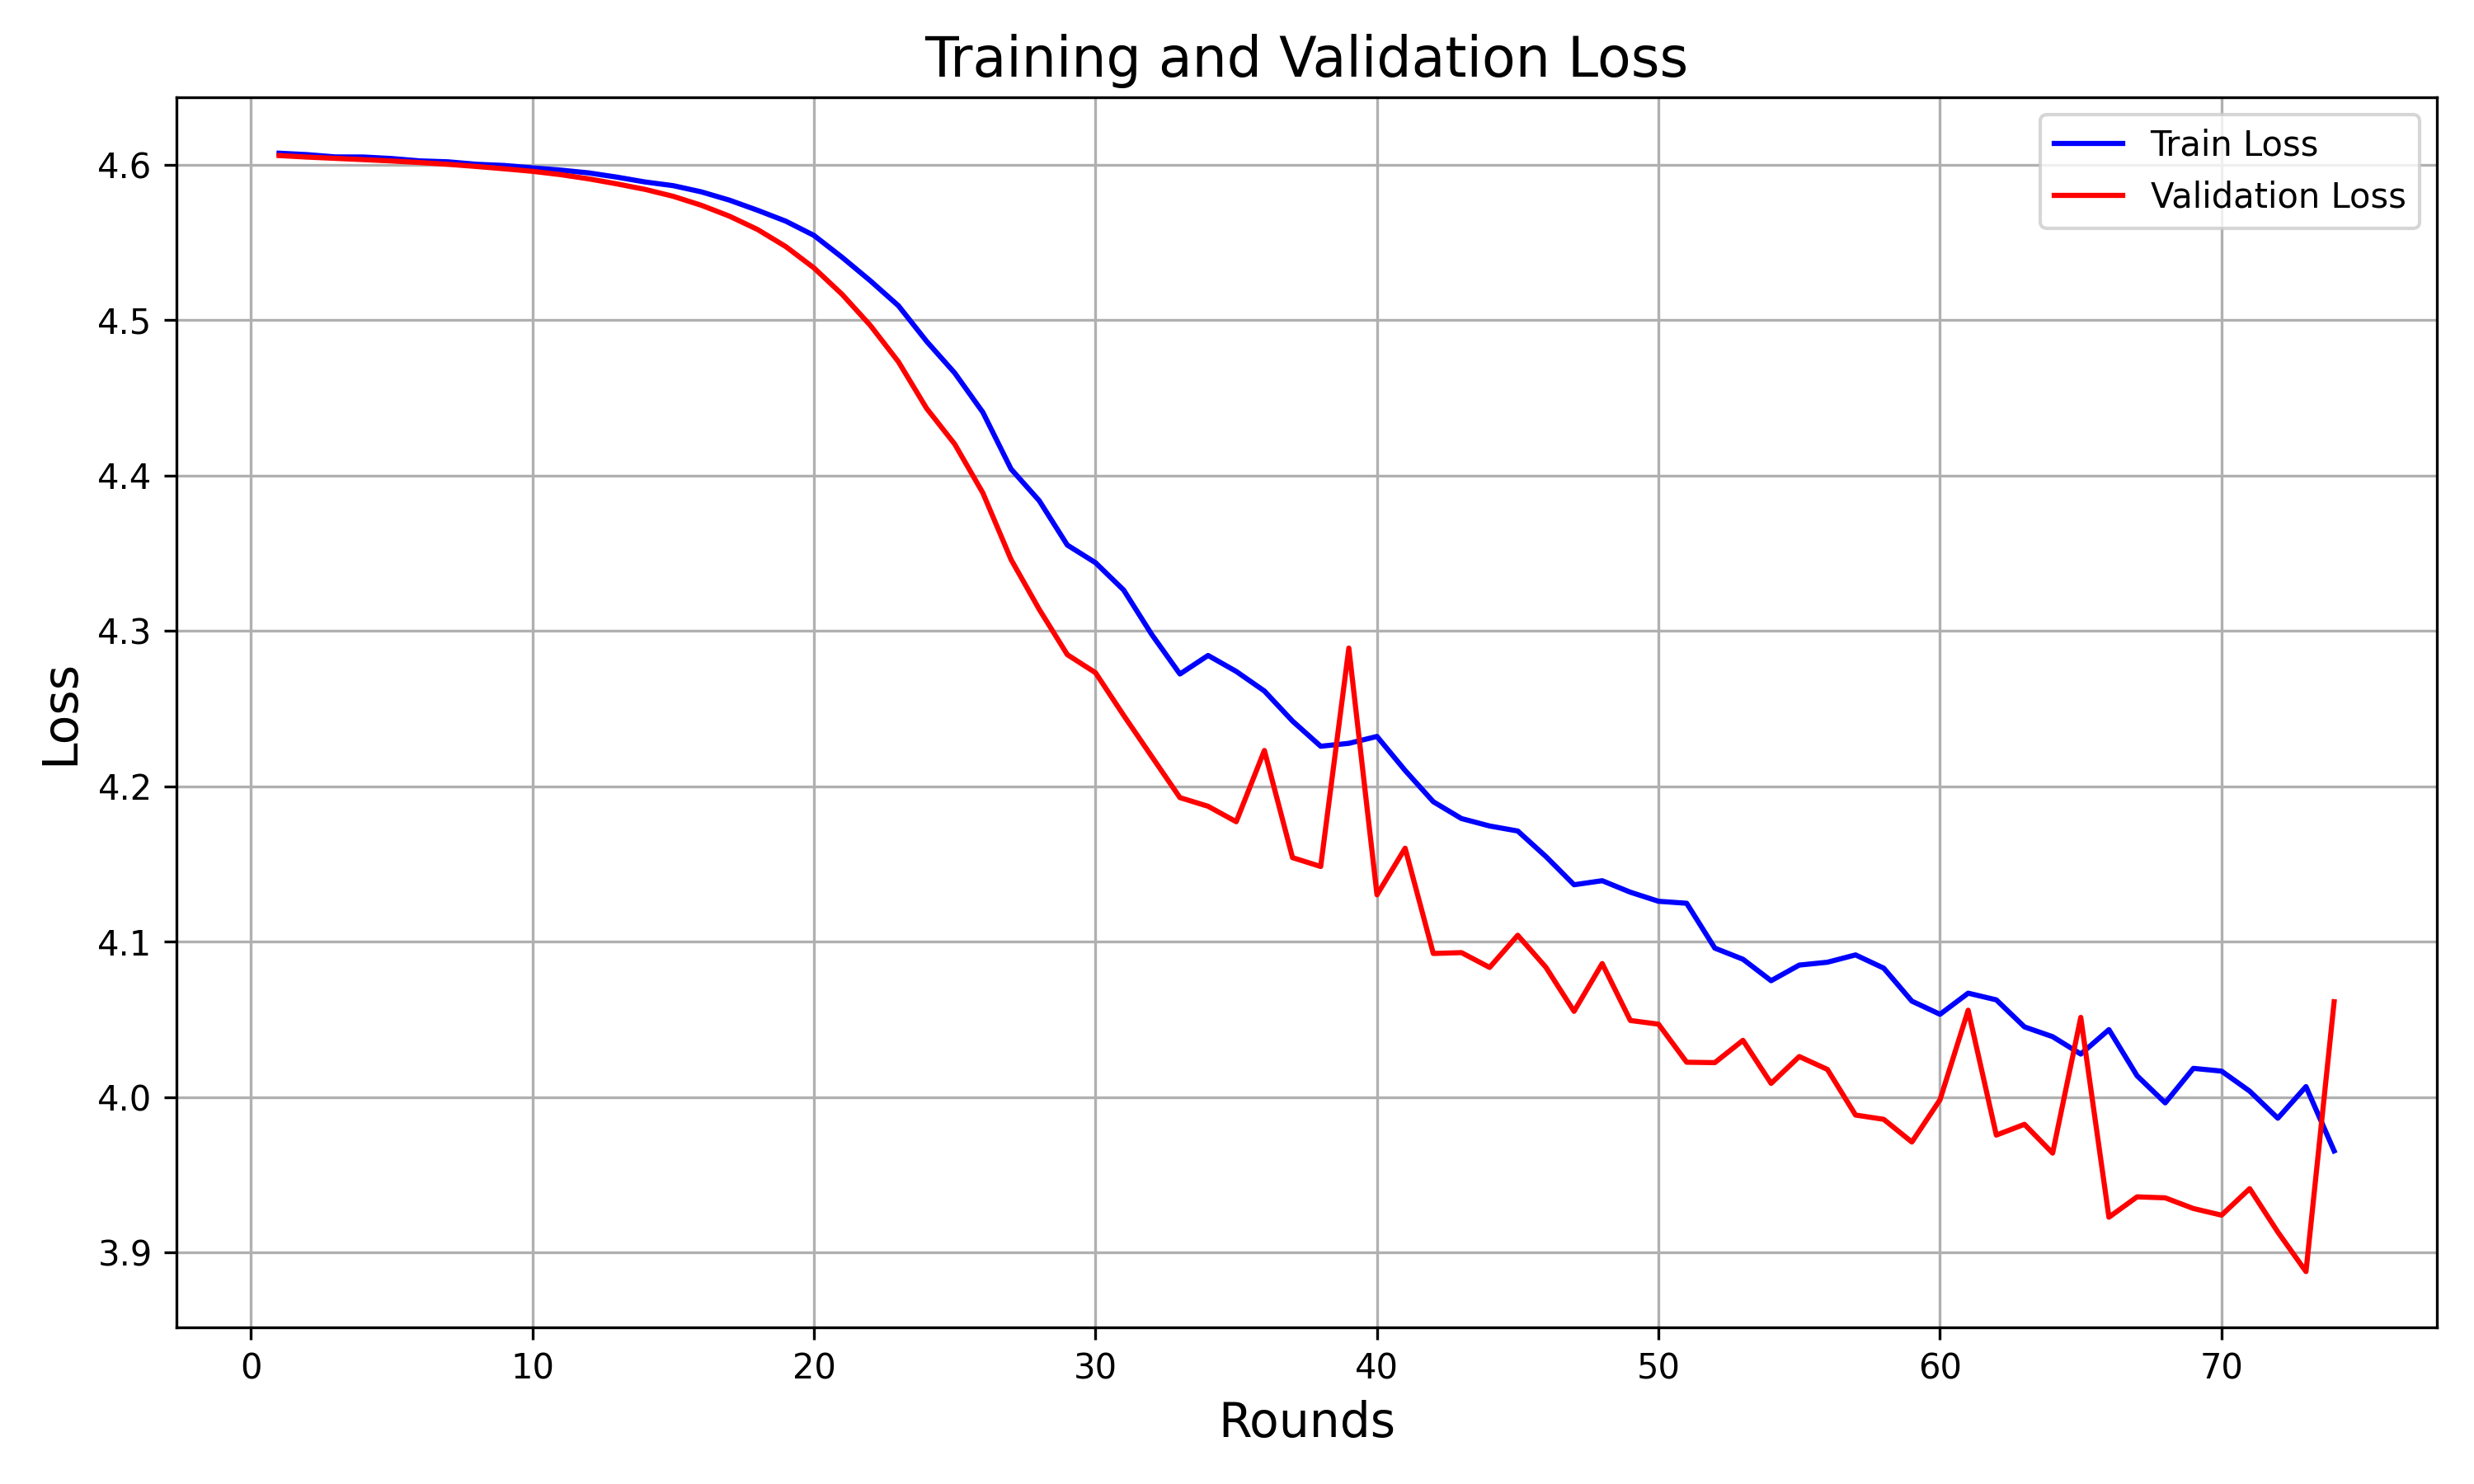 Training and Validation Loss
Train Loss
Validation Loss
4.6
4.5
4.4
4.3
4.2
4.1
4.0
3.9
Loss
0 10 20 30 40 50 60 70
Rounds